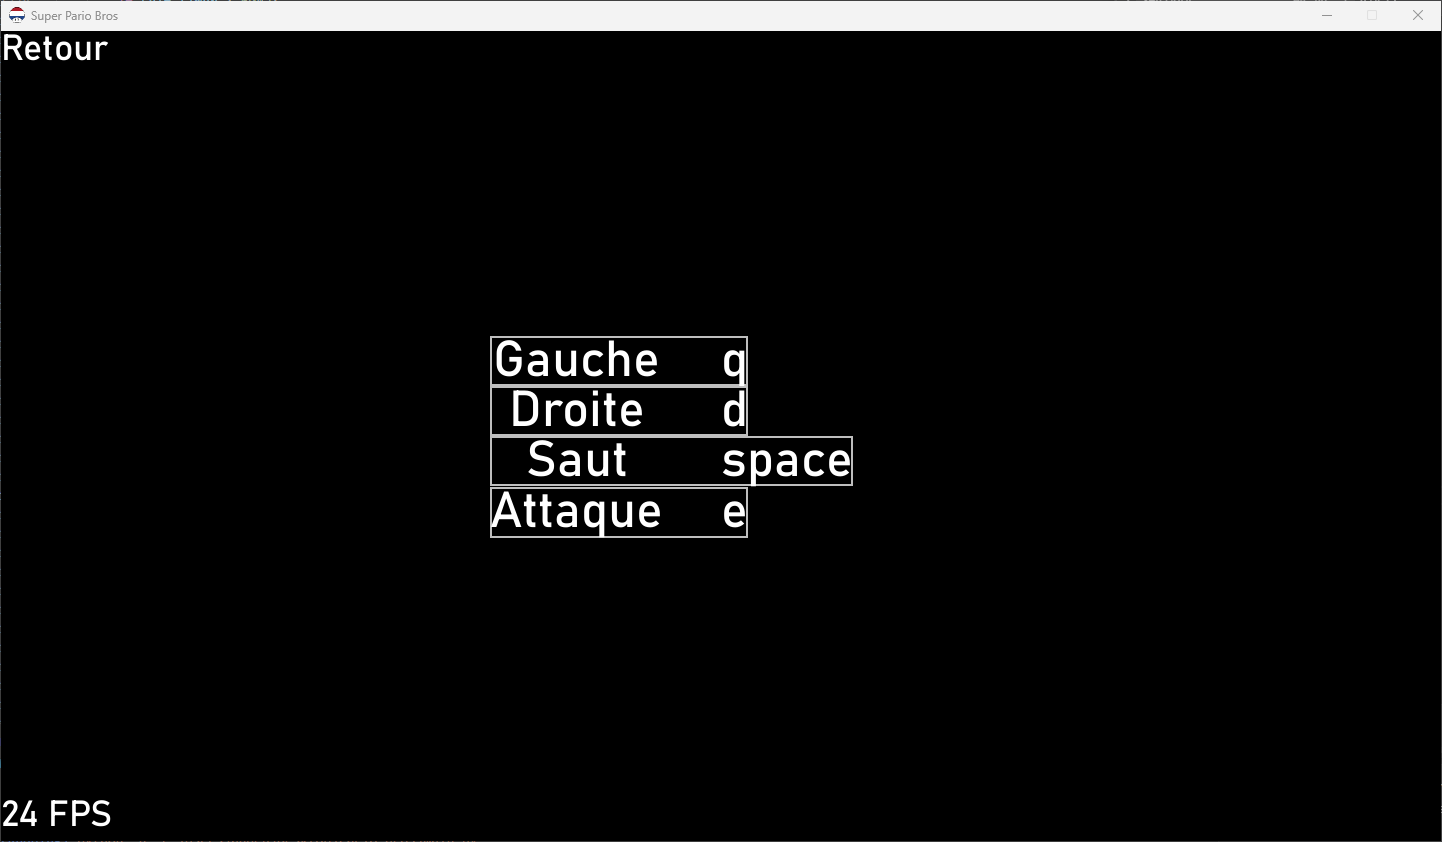 Super Pario Bros
Retour
Gauche q
Droite d
Saut space
Attaque e
24 FPS